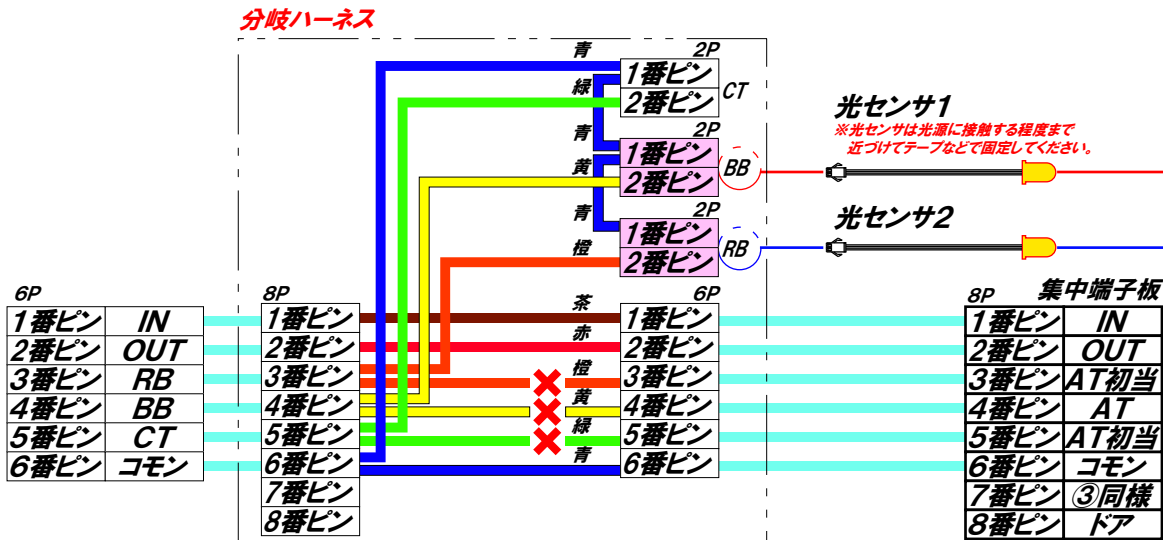 分岐ハーネス
青 2P
1番ピン
緑
2番ピン CT
光センサ1
※光センサは光源に接触する程度まで
近づけてテープなどで固定してください。
青 2P
1番ピン
黄 BB
2番ピン
光センサ2
青 2P
1番ピン
橙 RB
2番ピン
6P
1番ピン IN
2番ピン OUT
3番ピン RB
4番ピン BB
5番ピン CT
6番ピン コモン
8P
1番ピン
2番ピン
3番ピン
4番ピン
5番ピン
6番ピン
7番ピン
8番ピン
茶
赤
橙
黄
緑
青
6P
1番ピン
2番ピン
3番ピン
4番ピン
5番ピン
6番ピン
8P 集中端子板
1番ピン IN
2番ピン OUT
3番ピン AT初当
4番ピン AT
5番ピン AT初当
6番ピン コモン
7番ピン ③同様
8番ピン ドア